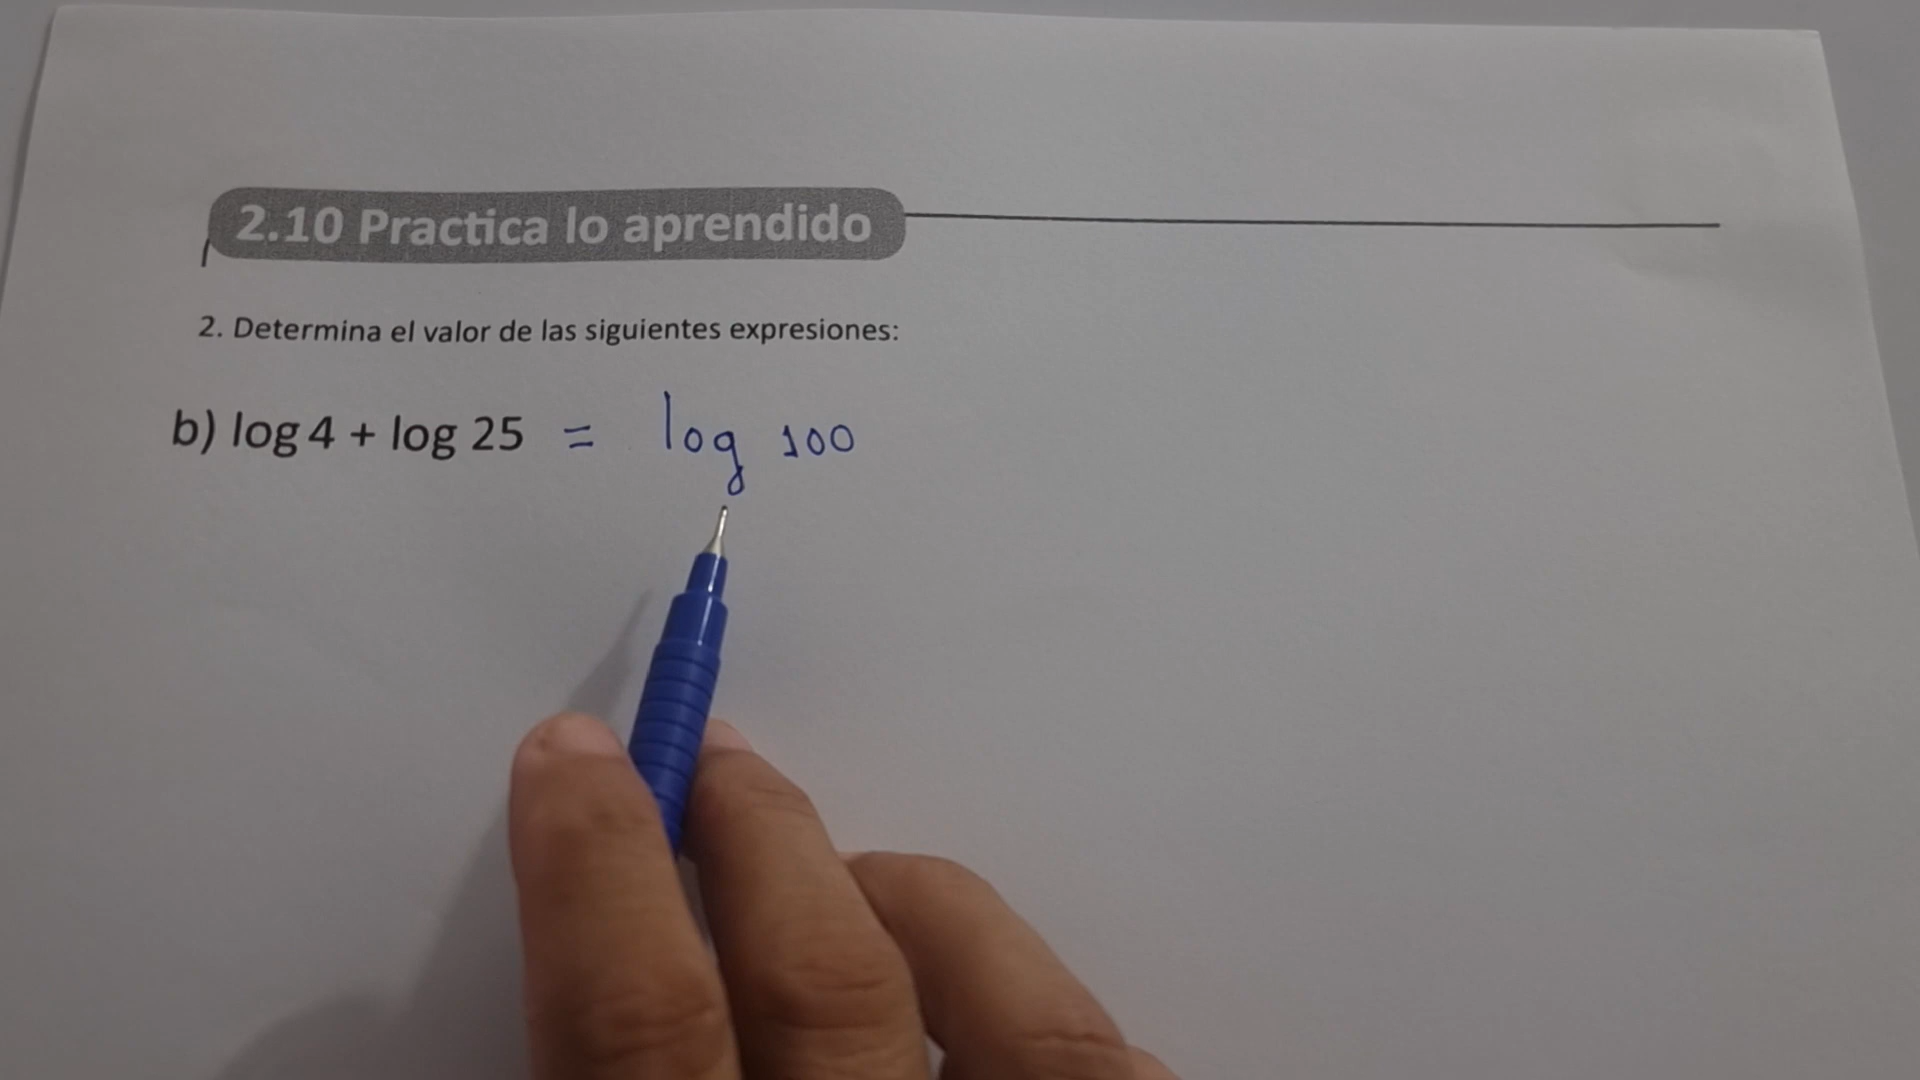 2.10 Practica lo aprendido
2. Determina el valor de las siguientes expresiones:
b) log 4 + log 25 = log 100